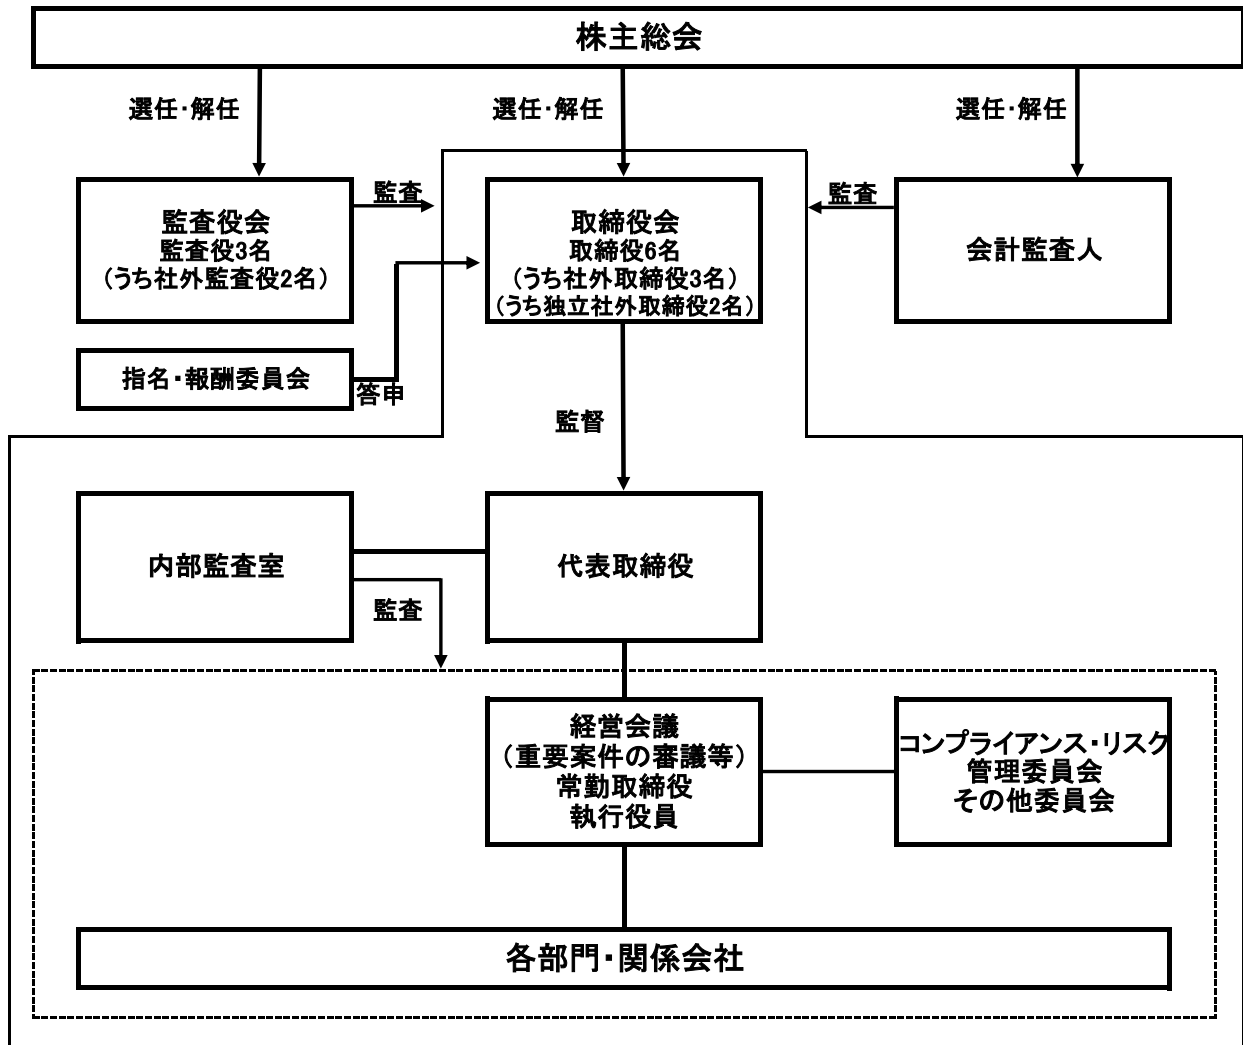 株主総会
選任・解任
選任・解任
選任・解任
監査役会
監査役3名
（うち社外監査役2名）
監査
取締役会
取締役6名
（うち社外取締役3名）
（うち独立社外取締役2名）
監査
会計監査人
指名・報酬委員会
答申
監督
内部監査室
代表取締役
監査
経営会議
（重要案件の審議等）
常勤取締役
執行役員
コンプライアンス・リスク
管理委員会
その他委員会
各部門・関係会社